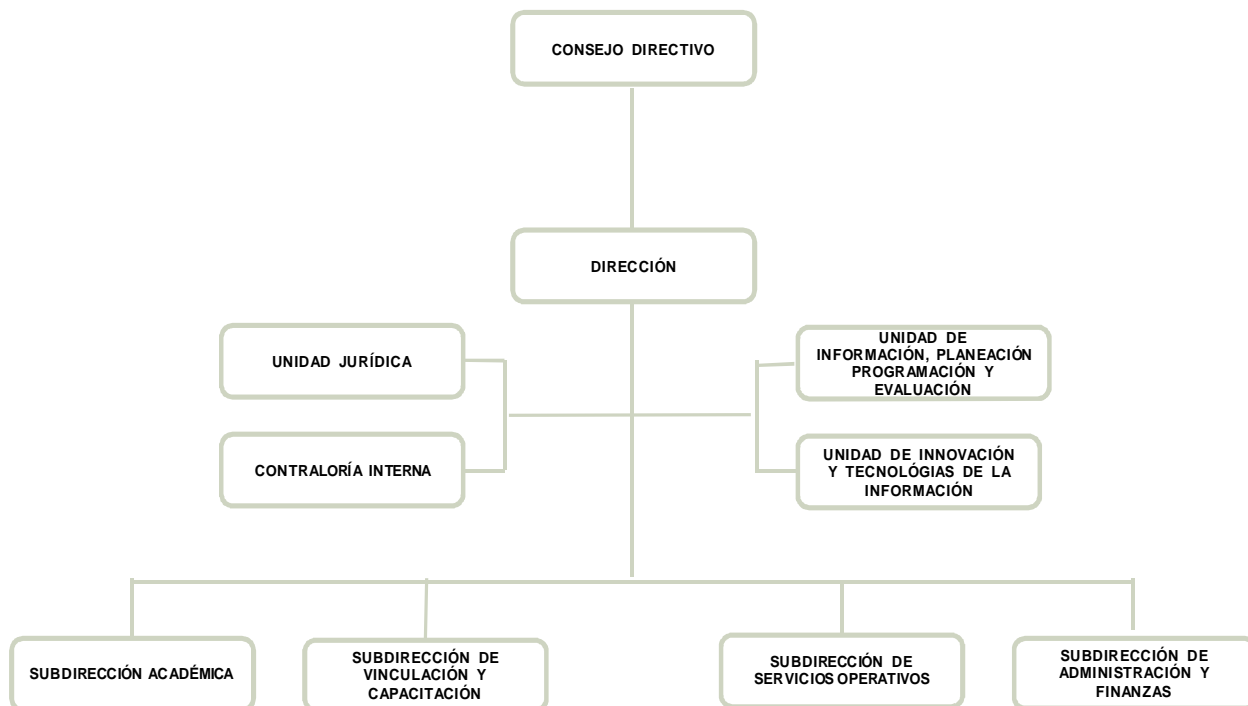 CONSEJO DIRECTIVO
DIRECCIÓN
UNIDAD JURÍDICA
UNIDAD DE
INFORMACIÓN, PLANEACIÓN
PROGRAMACIÓN Y
EVALUACIÓN
CONTRALORÍA INTERNA
UNIDAD DE INNOVACIÓN
Y TECNOLÓGIAS DE LA
INFORMACIÓN
SUBDIRECCIÓN ACADÉMICA
SUBDIRECCIÓN DE
VINCULACIÓN Y
CAPACITACIÓN
SUBDIRECCIÓN DE
SERVICIOS OPERATIVOS
SUBDIRECCIÓN DE
ADMINISTRACIÓN Y
FINANZAS